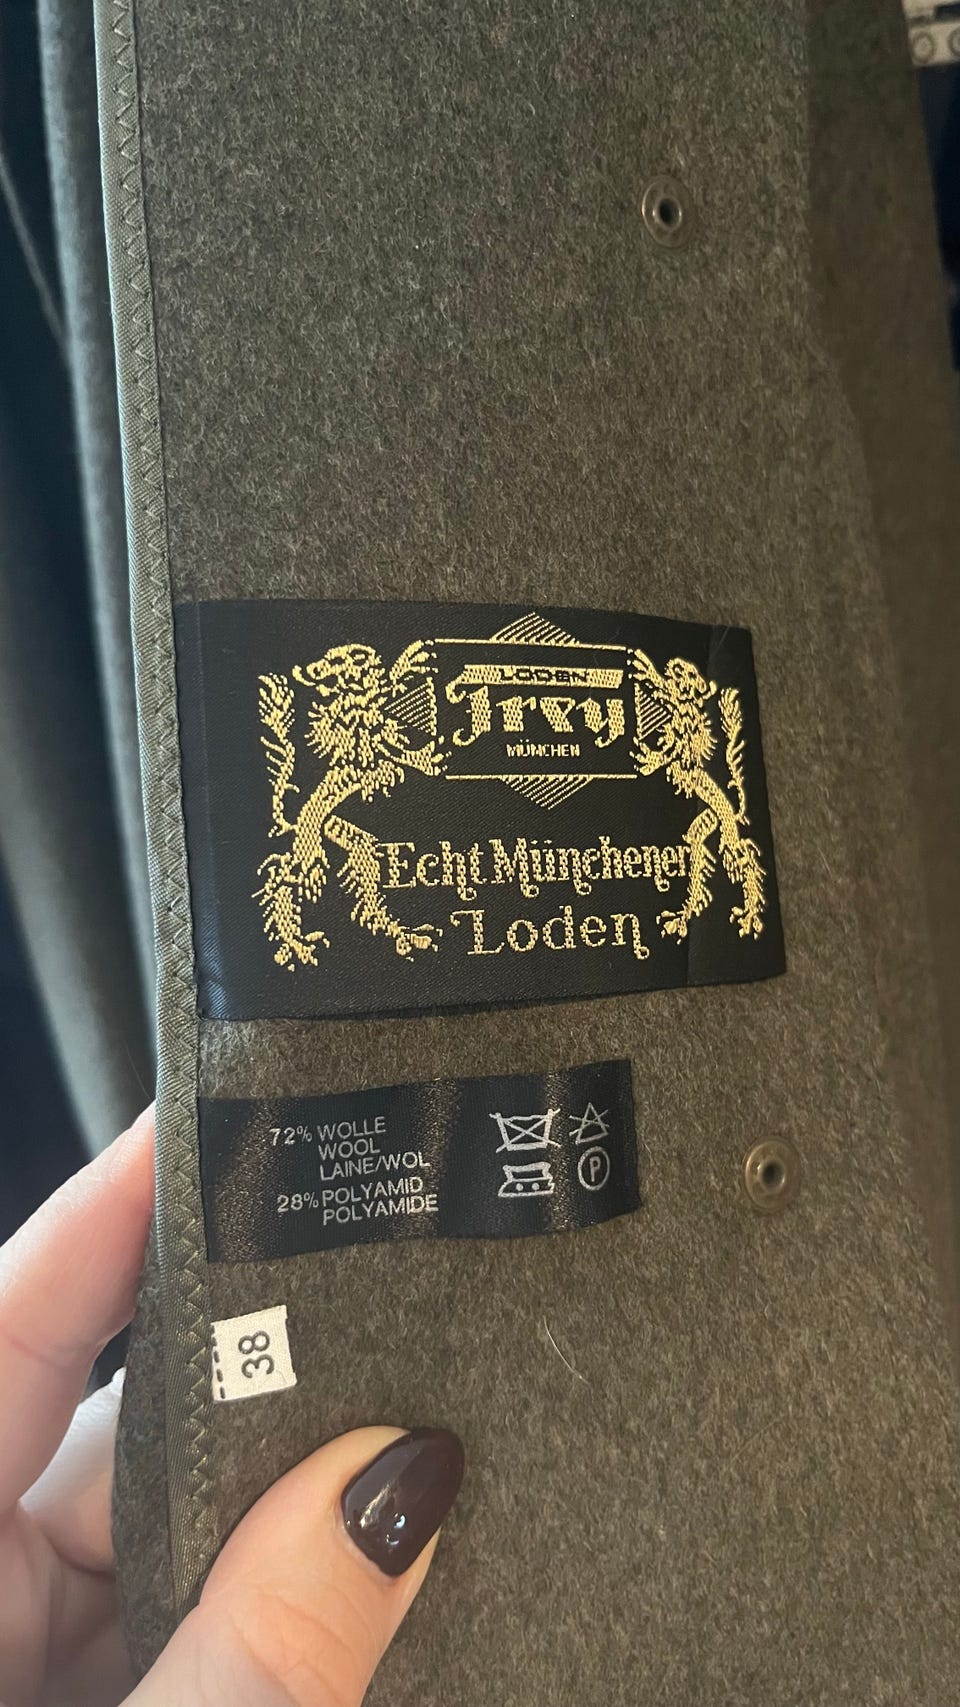 LODEN
Frey
MÜNCHEN
Echt Münchener
Loden
72% WOLLE
WOOL
LAINE/WOL
28% POLYAMID
POLYAMIDE
P
38